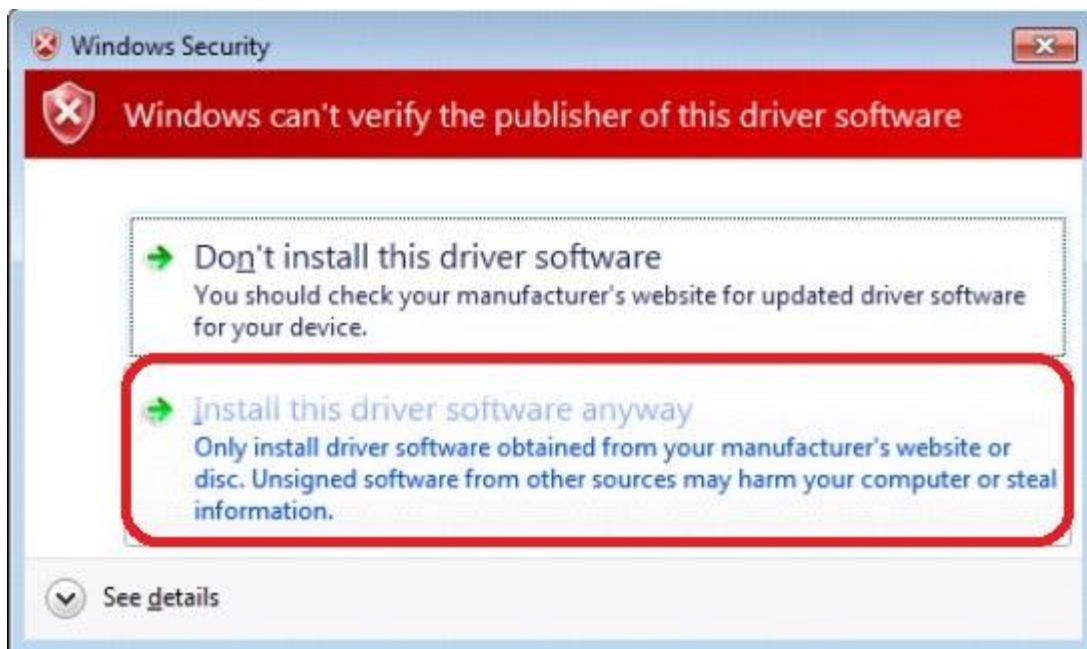 Windows Security
Windows can't verify the publisher of this driver software
Don't install this driver software
You should check your manufacturer's website for updated driver software
for your device.
Install this driver software anyway
Only install driver software obtained from your manufacturer's website or
disc. Unsigned software from other sources may harm your computer or steal
information.
See details